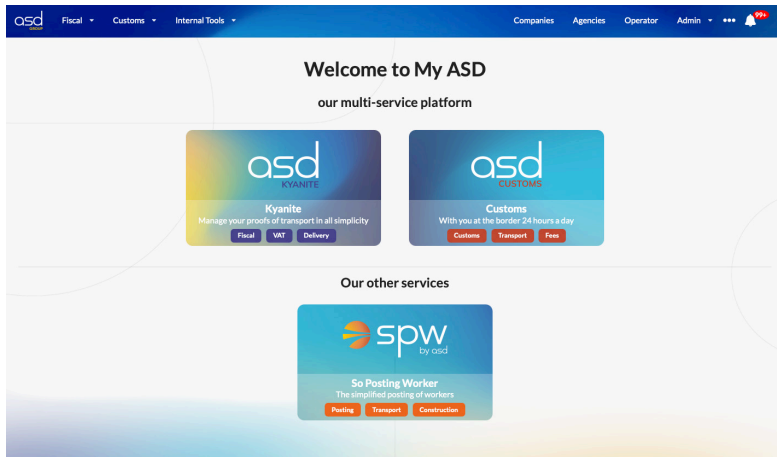 asd
GROUP
Fiscal
Customs
Internal Tools
Companies
Agencies
Operator
Admin
•••
99+
Welcome to My ASD
our multi-service platform
asd
KYANITE
Kyanite
Manage your proofs of transport in all simplicity
Fiscal VAT Delivery
asd
CUSTOMS
Customs
With you at the border 24 hours a day
Customs Transport Fees
Our other services
spw
by asd
So Posting Worker
The simplified posting of workers
Posting Transport Construction